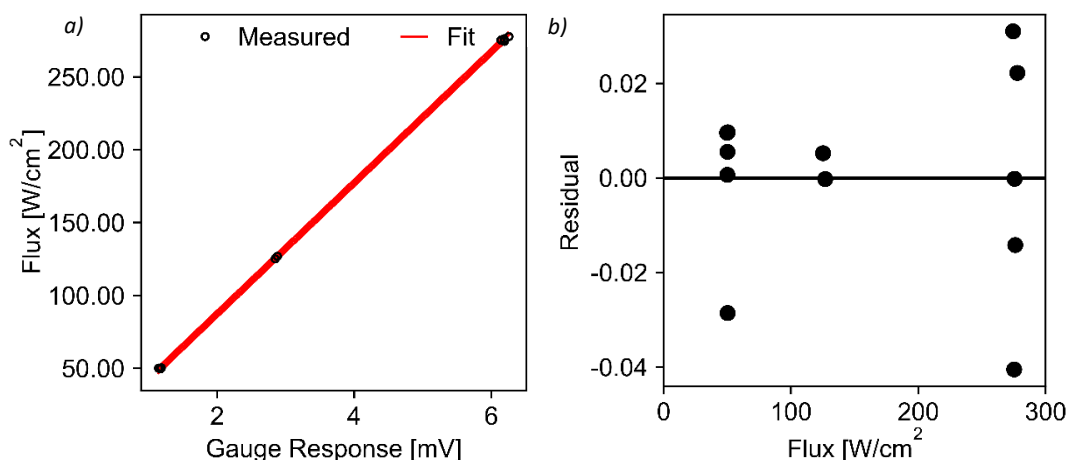 a)
Measured
Fit
250.00
200.00
150.00
100.00
50.00
Flux [W/cm²]
2
4
6
Gauge Response [mV]
b)
0.02
0.00
-0.02
-0.04
Residual
0
100
200
300
Flux [W/cm²